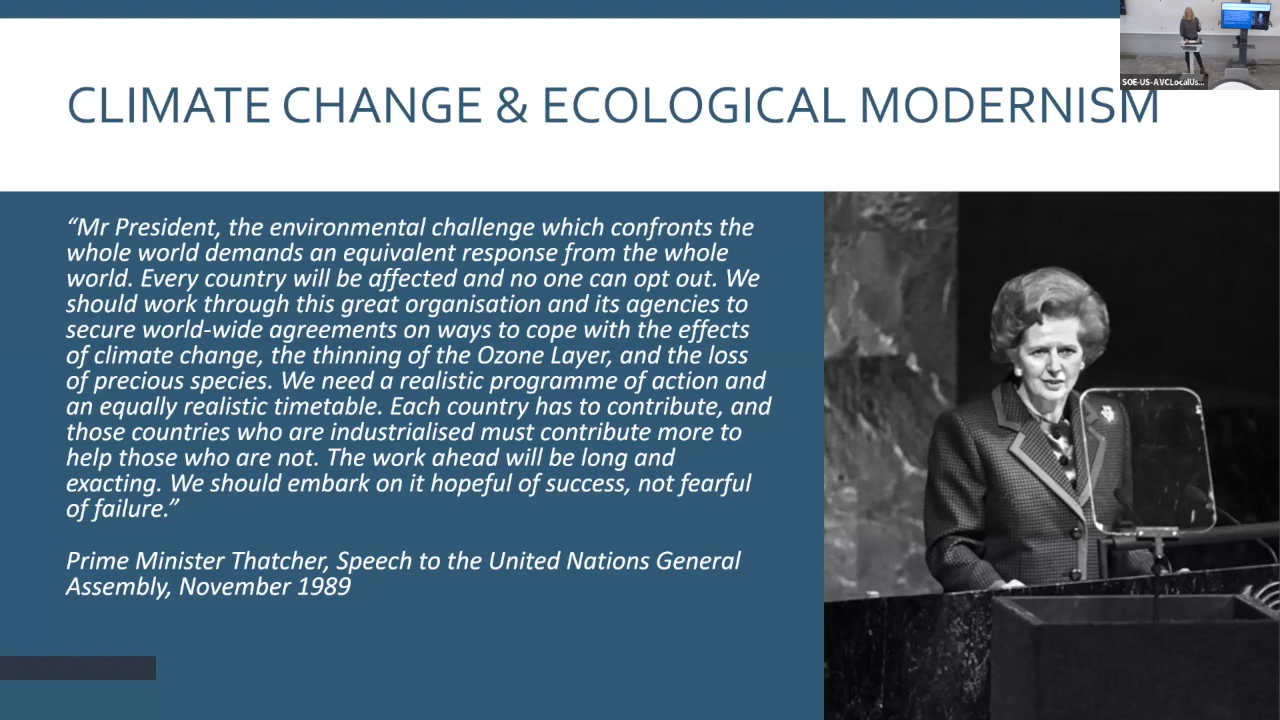 CLIMATE CHANGE & ECOLOGICAL MODERNISM
SOE-US-AVCLocalUs...
“Mr President, the environmental challenge which confronts the
whole world demands an equivalent response from the whole
world. Every country will be affected and no one can opt out. We
should work through this great organisation and its agencies to
secure world-wide agreements on ways to cope with the effects
of climate change, the thinning of the Ozone Layer, and the loss
of precious species. We need a realistic programme of action and
an equally realistic timetable. Each country has to contribute, and
those countries who are industrialised must contribute more to
help those who are not. The work ahead will be long and
exacting. We should embark on it hopeful of success, not fearful
of failure.”
Prime Minister Thatcher, Speech to the United Nations General
Assembly, November 1989